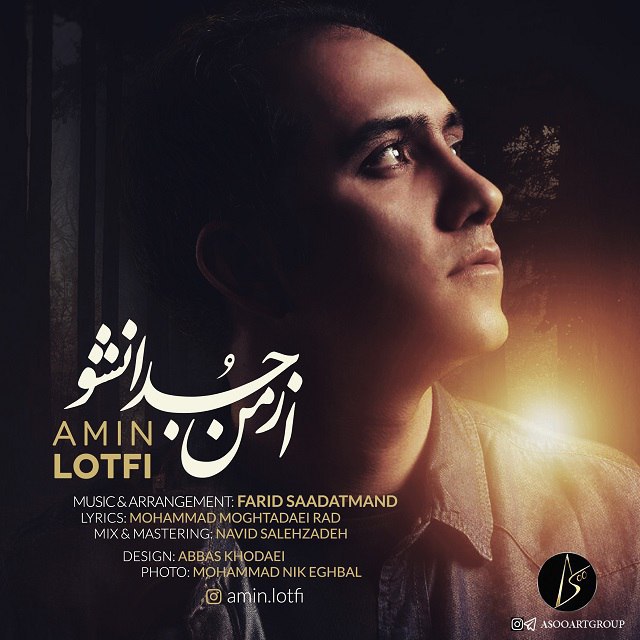 از من جدا نشو
AMIN
LOTFI
MUSIC & ARRANGEMENT: FARID SAADATMAND
LYRICS: MOHAMMAD MOGHTADAEI RAD
MIX & MASTERING: NAVID SALEHZADEH
DESIGN: ABBAS KHODAEI
PHOTO: MOHAMMAD NIK EGHBAL
amin.lotfi
Asoo
ASOOARTGROUP